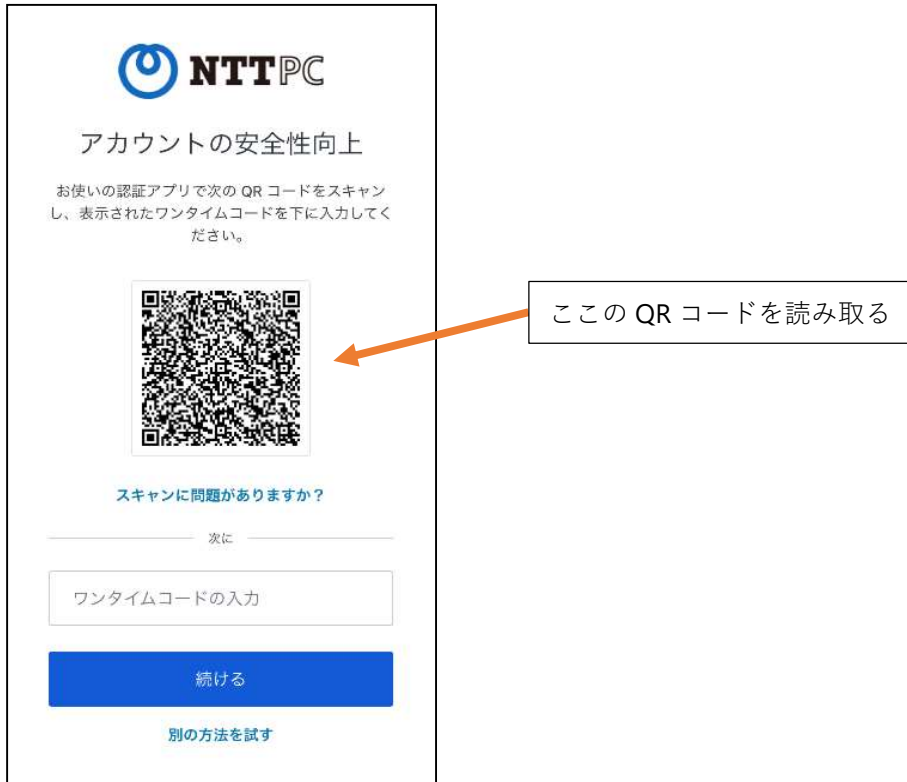 NTTPC
アカウントの安全性向上
お使いの認証アプリで次の QR コードをスキャン
し、表示されたワンタイムコードを下に入力してく
ださい。
ここの QR コードを読み取る
スキャンに問題がありますか？
次に
ワンタイムコードの入力
続ける
別の方法を試す